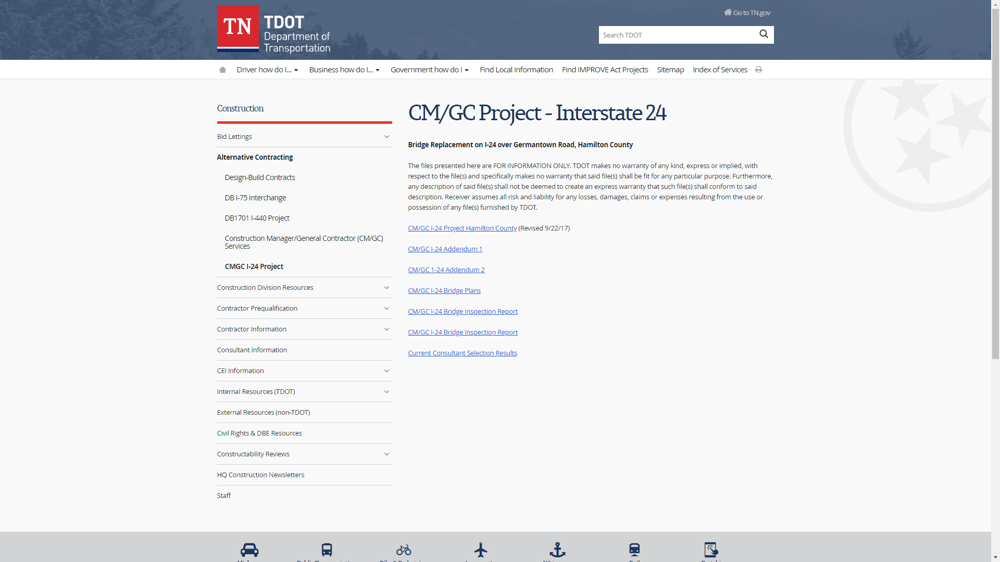 Go to TN.gov
TN
TDOT
Department of
Transportation
Search TDOT
Driver how do I... Business how do I... Government how do I Find Local Information Find IMPROVE Act Projects Sitemap Index of Services
Construction
Bid Lettings
Alternative Contracting
Design-Build Contracts
DB I-75 Interchange
DB1701 I-440 Project
Construction Manager/General Contractor (CM/GC)
Services
CMGC I-24 Project
Construction Division Resources
Contractor Prequalification
Contractor Information
Consultant Information
CEI Information
Internal Resources (TDOT)
External Resources (non-TDOT)
Civil Rights & DBE Resources
Constructability Reviews
HQ Construction Newsletters
Staff
CM/GC Project - Interstate 24
Bridge Replacement on I-24 over Germantown Road, Hamilton County
The files presented here are FOR INFORMATION ONLY. TDOT makes no warranty of any kind, express or implied, with
respect to the file(s) and specifically makes no warranty that said file(s) shall be fit for any particular purpose. Furthermore,
any description of said file(s) shall not be deemed to create an express warranty that such file(s) shall conform to said
description. Receiver assumes all risk and liability for any losses, damages, claims or expenses resulting from the use or
possession of any file(s) furnished by TDOT.
CM/GC I-24 Project Hamilton County (Revised 9/22/17)
CM/GC I-24 Addendum 1
CM/GC 1-24 Addendum 2
CM/GC I-24 Bridge Plans
CM/GC I-24 Bridge Inspection Report
CM/GC I-24 Bridge Inspection Report
Current Consultant Selection Results